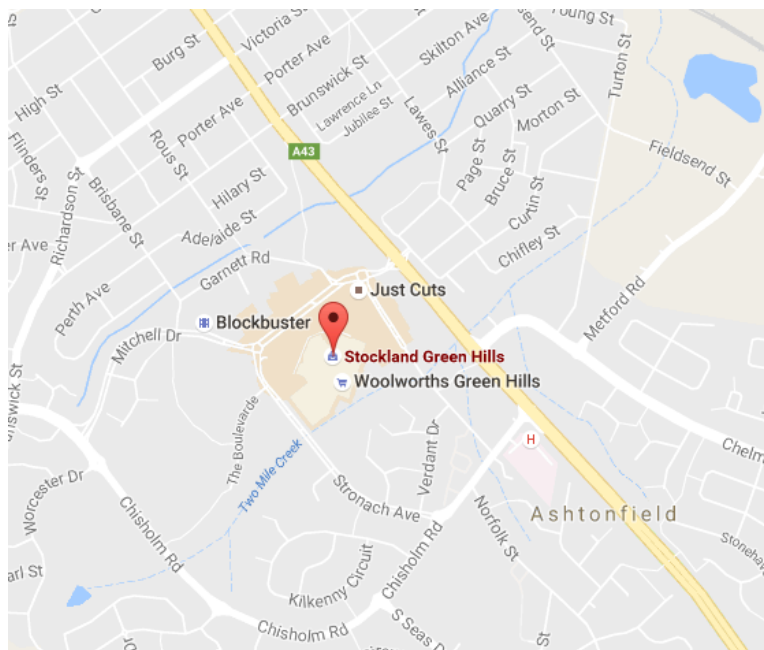 Young St
Victoria St
Skilton Ave
Burg St
Turton St
Porter Ave
Alliance St
Brunswick St
High St
Lawrence Ln
Quarry St
Morton St
Porter Ave
Jubilee St
Lawes St
A43
Fieldsend St
Flinders St
Rous St
Page St
Bruce St
Richardson St
Hilary St
Brisbane St
Curtin St
Adelaide St
Chifley St
Garnett Rd
Metford Rd
Perth Ave
Just Cuts
Blockbuster
Mitchell Dr
Stockland Green Hills
Woolworths Green Hills
The Boulevarde
H
Verdant Dr
Two Mile Creek
Worcester Dr
Stronach Ave
Norfolk St
Ashtonfield
Chisholm Rd
Chisholm Rd
Kilkenny Circuit
S Seas D
Chisholm Rd
St